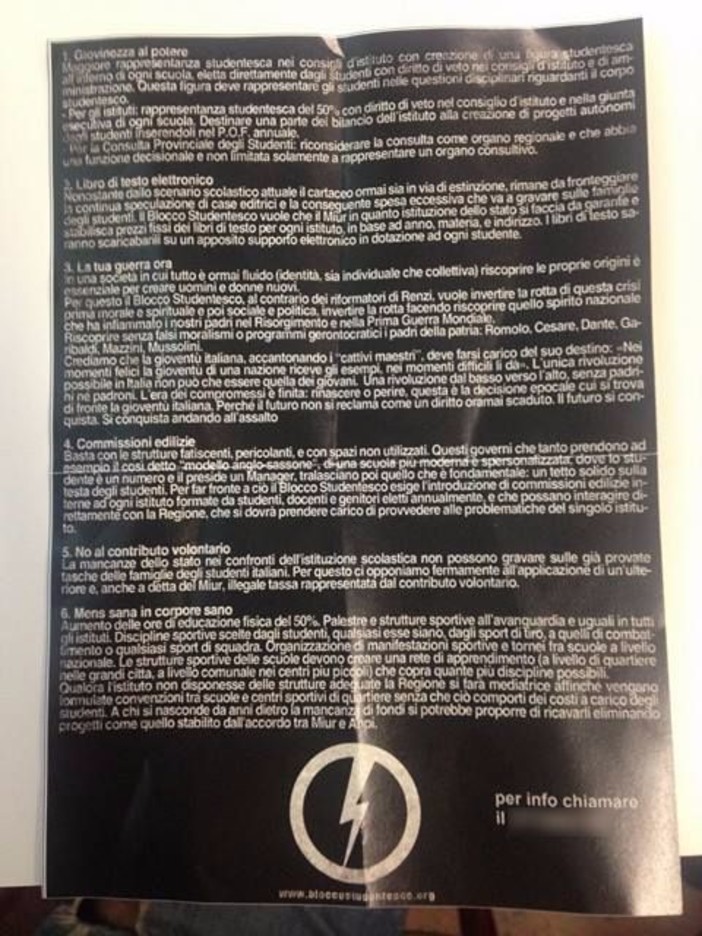 1. Giovinezza al potere
Maggiore rappresentanza studentesca nei consigli d'istituto con creazione di una figura studentesca
all'interno di ogni scuola, eletta direttamente dagli studenti con diritto di veto nei consigli d'istituto e di am-
ministrazione. Questa figura deve rappresentare gli studenti nelle questioni disciplinari riguardanti il corpo
studentesco.
- Per gli istituti: rappresentanza studentesca del 50% con diritto di veto nel consiglio d'istituto e nella giunta
esecutiva di ogni scuola. Destinare una parte del bilancio dell'istituto alla creazione di progetti autonomi
degli studenti inserendoli nel P.O.F. annuale.
- Per la Consulta Provinciale degli Studenti: riconsiderare la consulta come organo regionale e che abbia
una funzione decisionale e non limitata solamente a rappresentare un organo consultivo.
2. Libro di testo elettronico
Nonostante dallo scenario scolastico attuale il cartaceo ormai sia in via di estinzione, rimane da fronteggiare
la continua speculazione di case editrici e la conseguente spesa eccessiva che va a gravare sulle famiglie
degli studenti. Il Blocco Studentesco vuole che il Miur in quanto istituzione dello stato si faccia da garante e
stabilisca prezzi fissi dei libri di testo per ogni istituto, in base ad anno, materia, e indirizzo. I libri di testo sa-
ranno scaricabili su un apposito supporto elettronico in dotazione ad ogni studente.
3. La tua guerra ora
In una società in cui tutto è ormai fluido (identità, sia individuale che collettiva) riscoprire le proprie origini è
essenziale per creare uomini e donne nuovi.
Per questo il Blocco Studentesco, al contrario dei riformatori di Renzi, vuole invertire la rotta di questa crisi
prima morale e spirituale e poi sociale e politica, invertire la rotta facendo riscoprire quello spirito nazionale
che ha infiammato i nostri padri nel Risorgimento e nella Prima Guerra Mondiale.
Riscoprire senza falsi moralismi o programmi gerontocratici i padri della patria: Romolo, Cesare, Dante, Ga-
ribaldi, Mazzini, Mussolini.
Crediamo che la gioventù italiana, accantonando i "cattivi maestri", deve farsi carico del suo destino: «Nei
momenti felici la gioventù di una nazione riceve gli esempi, nei momenti difficili li dà». L'unica rivoluzione
possibile in Italia non può che essere quella dei giovani. Una rivoluzione dal basso verso l'alto, senza padri-
ni né padroni. L'era dei compromessi è finita: rinascere o perire, questa è la decisione epocale cui si trova
di fronte la gioventù italiana. Perché il futuro non si reclama come un diritto oramai scaduto. Il futuro si con-
quista. Si conquista andando all'assalto
4. Commissioni edilizie
Basta con le strutture fatiscenti, pericolanti, e con spazi non utilizzati. Questi governi che tanto prendono ad
esempio il così detto "modello anglo-sassone", di una scuola più moderna e spersonalizzata, dove lo stu-
dente è un numero e il preside un Manager, tralasciano poi quello che è fondamentale: un tetto solido sulla
testa degli studenti. Per far fronte a ciò il Blocco Studentesco esige l'introduzione di commissioni edilizie in-
terne ad ogni istituto formate da studenti, docenti e genitori eletti annualmente, e che possano interagire di-
rettamente con la Regione, che si dovrà prendere carico di provvedere alle problematiche del singolo istitu-
to.
5. No al contributo volontario
La mancanze dello stato nei confronti dell'istituzione scolastica non possono gravare sulle già provate
tasche delle famiglie degli studenti italiani. Per questo ci opponiamo fermamente all'applicazione di un'ulte-
riore e, anche a detta del Miur, illegale tassa rappresentata dal contributo volontario.
6. Mens sana in corpore sano
Aumento delle ore di educazione fisica del 50%. Palestre e strutture sportive all'avanguardia e uguali in tutti
gli istituti. Discipline sportive scelte dagli studenti, qualsiasi esse siano, dagli sport di tiro, a quelli di combat-
timento o qualsiasi sport di squadra. Organizzazione di manifestazioni sportive e tornei fra scuole a livello
nazionale. Le strutture sportive delle scuole devono creare una rete di apprendimento (a livello di quartiere
nelle grandi città, a livello comunale nei centri più piccoli) che copra quante più discipline possibili.
Qualora l'istituto non disponesse delle strutture adeguate la Regione si farà mediatrice affinché vengano
formulate convenzioni tra scuole e centri sportivi di quartiere senza che ciò comporti dei costi a carico degli
studenti. A chi si nasconde da anni dietro la mancanza di fondi si potrebbe proporre di ricavarli eliminando
progetti come quello stabilito dall'accordo tra Miur e Anpi.
per info chiamare
il
www.bloccostudentesco.org